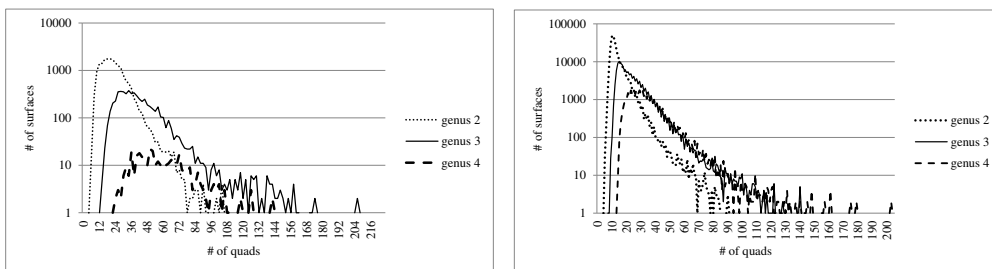 10000
1000
100
10
1
# of surfaces
0 12 24 36 48 60 72 84 96 108 120 132 144 156 168 180 192 204 216
# of quads
genus 2
genus 3
genus 4
100000
10000
1000
100
10
1
# of surfaces
0 10 20 30 40 50 60 70 80 90 100 110 120 130 140 150 160 170 180 190 200
# of quads
genus 2
genus 3
genus 4